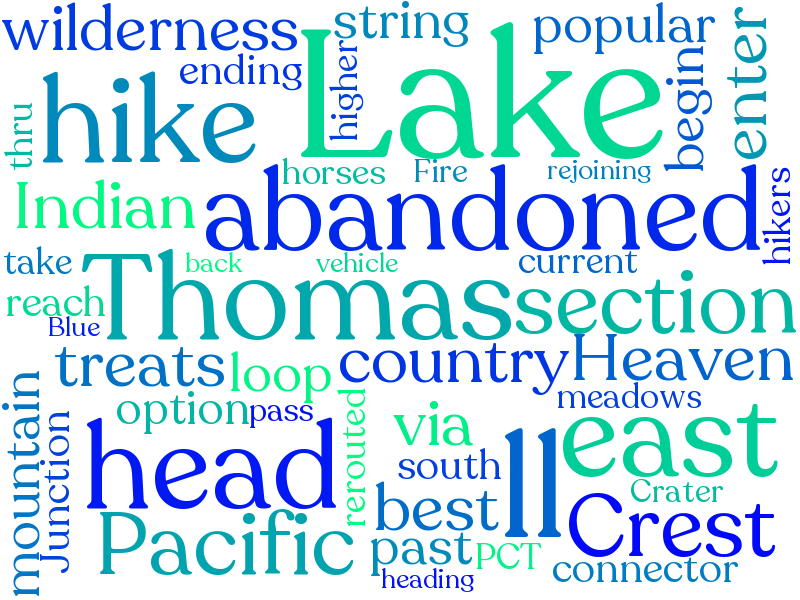 wilderness
string
popular
enter
ending
Lake
higher
begin
hike
thru
horses
Fire
rejoining
Indian
abandoned
hikers
take
back
vehicle
current
Thomas
section
reach
Blue
treats
loop
country
Heaven
meadows
option
pass
rerouted
via
east
mountain
Junction
head
south
ll
Crater
best
Crest
Pacific
past
PCT
connector
heading